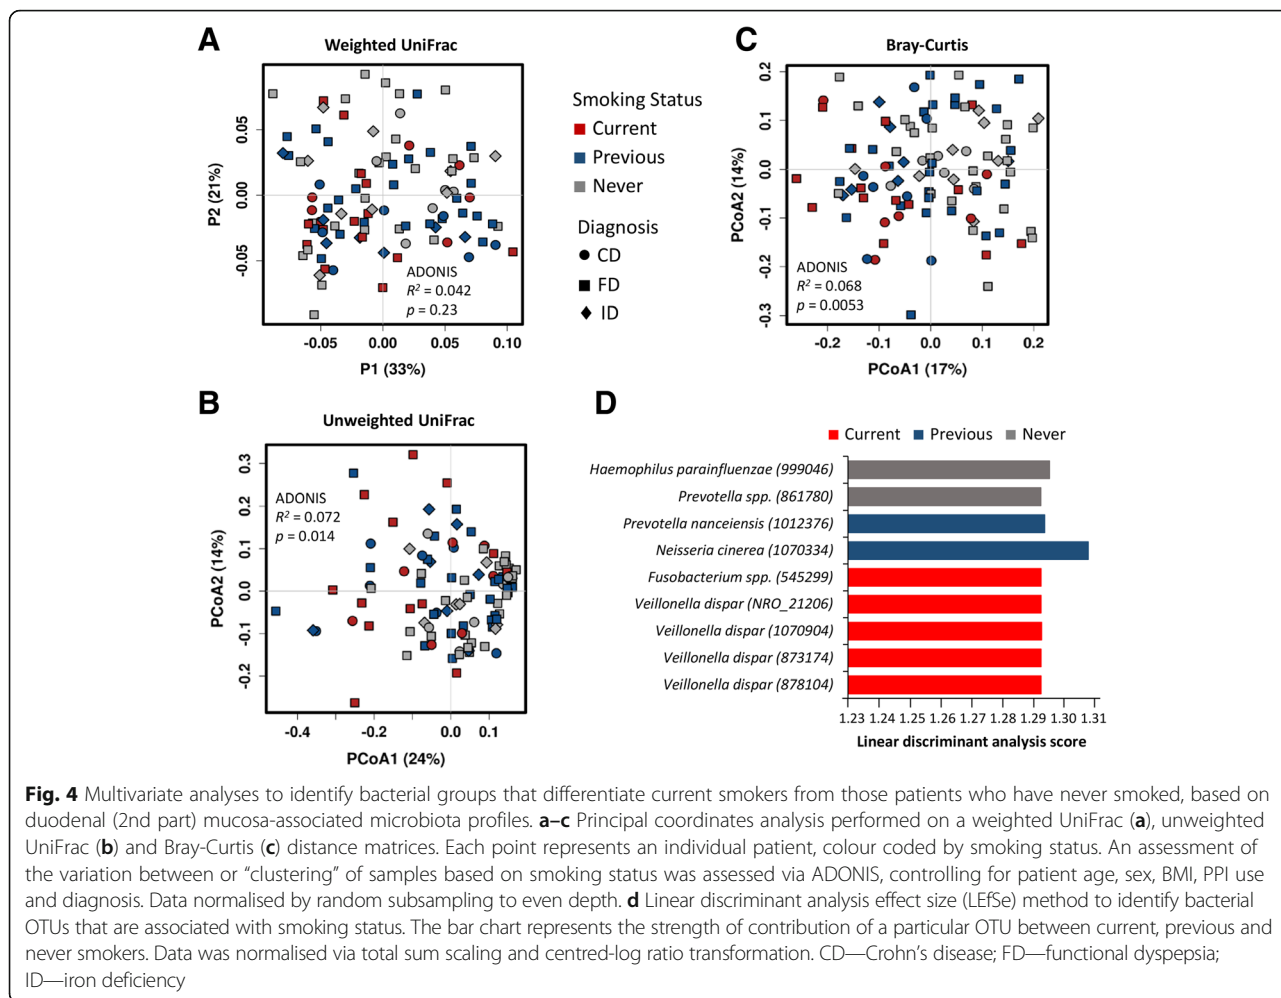 A
Weighted UniFrac
P2 (21%)
0.05
0.00
-0.05
-0.05
0.00
0.05
0.10
P1 (33%)
ADONIS
R² = 0.042
p = 0.23
Smoking Status
Current
Previous
Never
Diagnosis
CD
FD
ID
C
Bray-Curtis
PCoA2 (14%)
0.2
0.1
0.0
-0.1
-0.2
-0.3
-0.2
-0.1
0.0
0.1
0.2
PCoA1 (17%)
ADONIS
R² = 0.068
p = 0.0053
B
Unweighted UniFrac
PCoA2 (14%)
0.3
0.2
0.1
0.0
-0.1
-0.2
-0.4
-0.2
0.0
0.1
PCoA1 (24%)
ADONIS
R² = 0.072
p = 0.014
D
Current Previous Never
Haemophilus parainfluenzae (999046)
Prevotella spp. (861780)
Prevotella nanceiensis (1012376)
Neisseria cinerea (1070334)
Fusobacterium spp. (545299)
Veillonella dispar (NRO_21206)
Veillonella dispar (1070904)
Veillonella dispar (873174)
Veillonella dispar (878104)
1.23 1.24 1.25 1.26 1.27 1.28 1.29 1.30 1.31
Linear discriminant analysis score
Fig. 4 Multivariate analyses to identify bacterial groups that differentiate current smokers from those patients who have never smoked, based on
duodenal (2nd part) mucosa-associated microbiota profiles. a–c Principal coordinates analysis performed on a weighted UniFrac (a), unweighted
UniFrac (b) and Bray-Curtis (c) distance matrices. Each point represents an individual patient, colour coded by smoking status. An assessment of
the variation between or “clustering” of samples based on smoking status was assessed via ADONIS, controlling for patient age, sex, BMI, PPI use
and diagnosis. Data normalised by random subsampling to even depth. d Linear discriminant analysis effect size (LEfSe) method to identify bacterial
OTUs that are associated with smoking status. The bar chart represents the strength of contribution of a particular OTU between current, previous and
never smokers. Data was normalised via total sum scaling and centred-log ratio transformation. CD—Crohn’s disease; FD—functional dyspepsia;
ID—iron deficiency